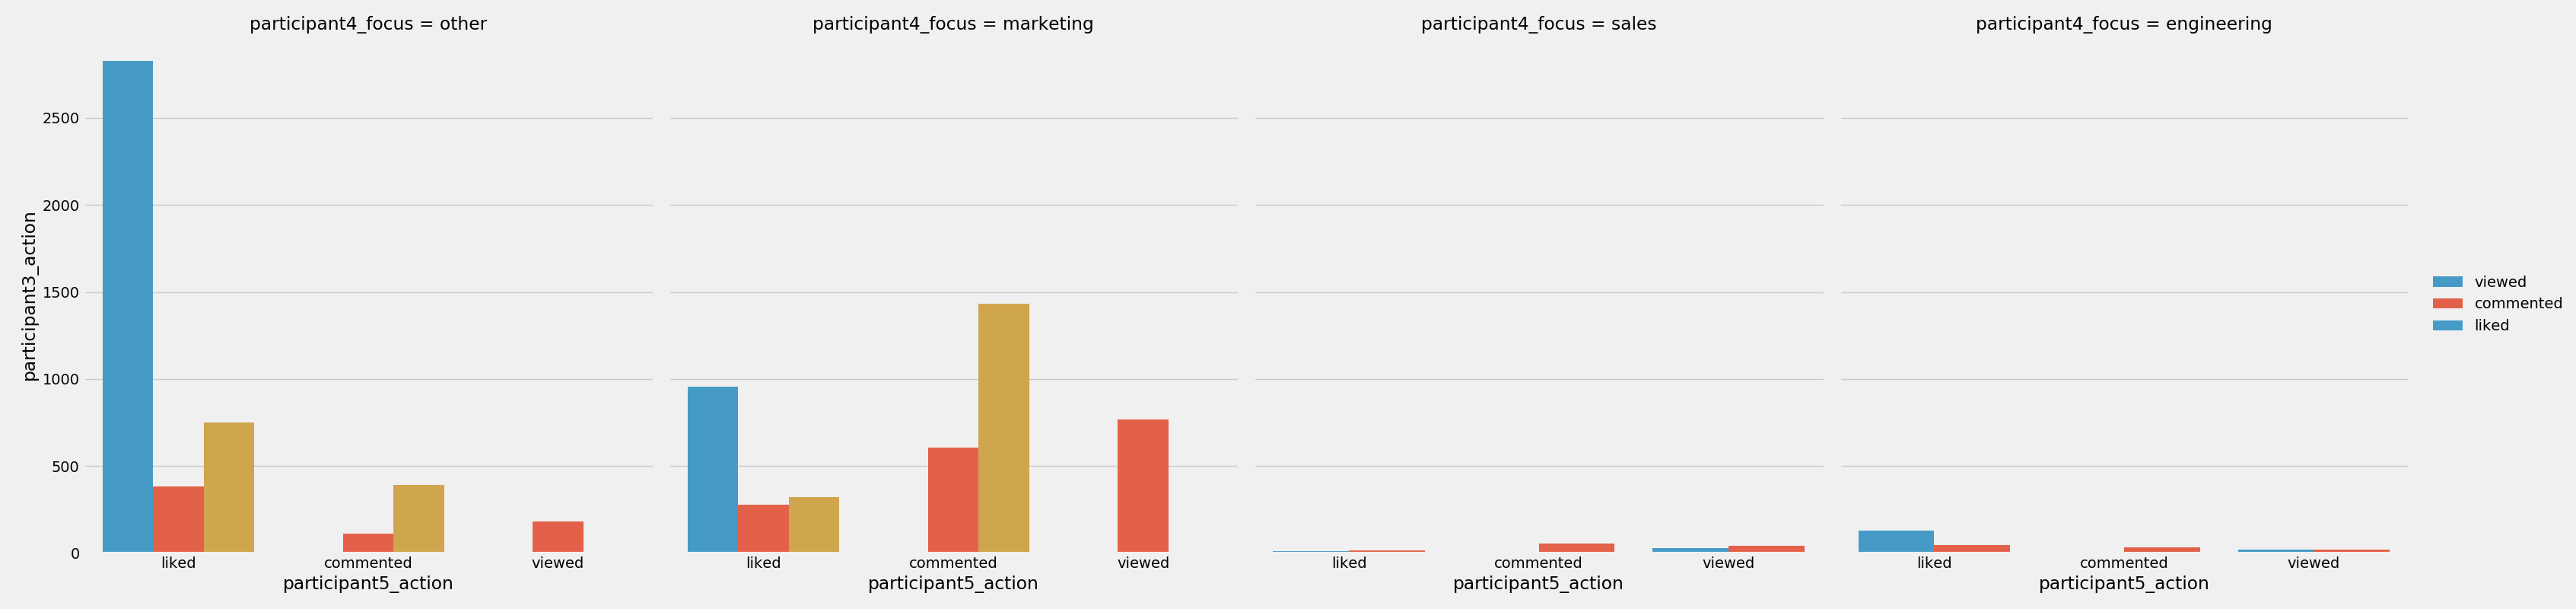 participant4_focus = other
participant4_focus = marketing
participant4_focus = sales
participant4_focus = engineering
participant3_action
2500
2000
1500
1000
500
0
liked commented viewed
participant5_action
liked commented viewed
participant5_action
liked commented viewed
participant5_action
liked commented viewed
participant5_action
viewed
commented
liked